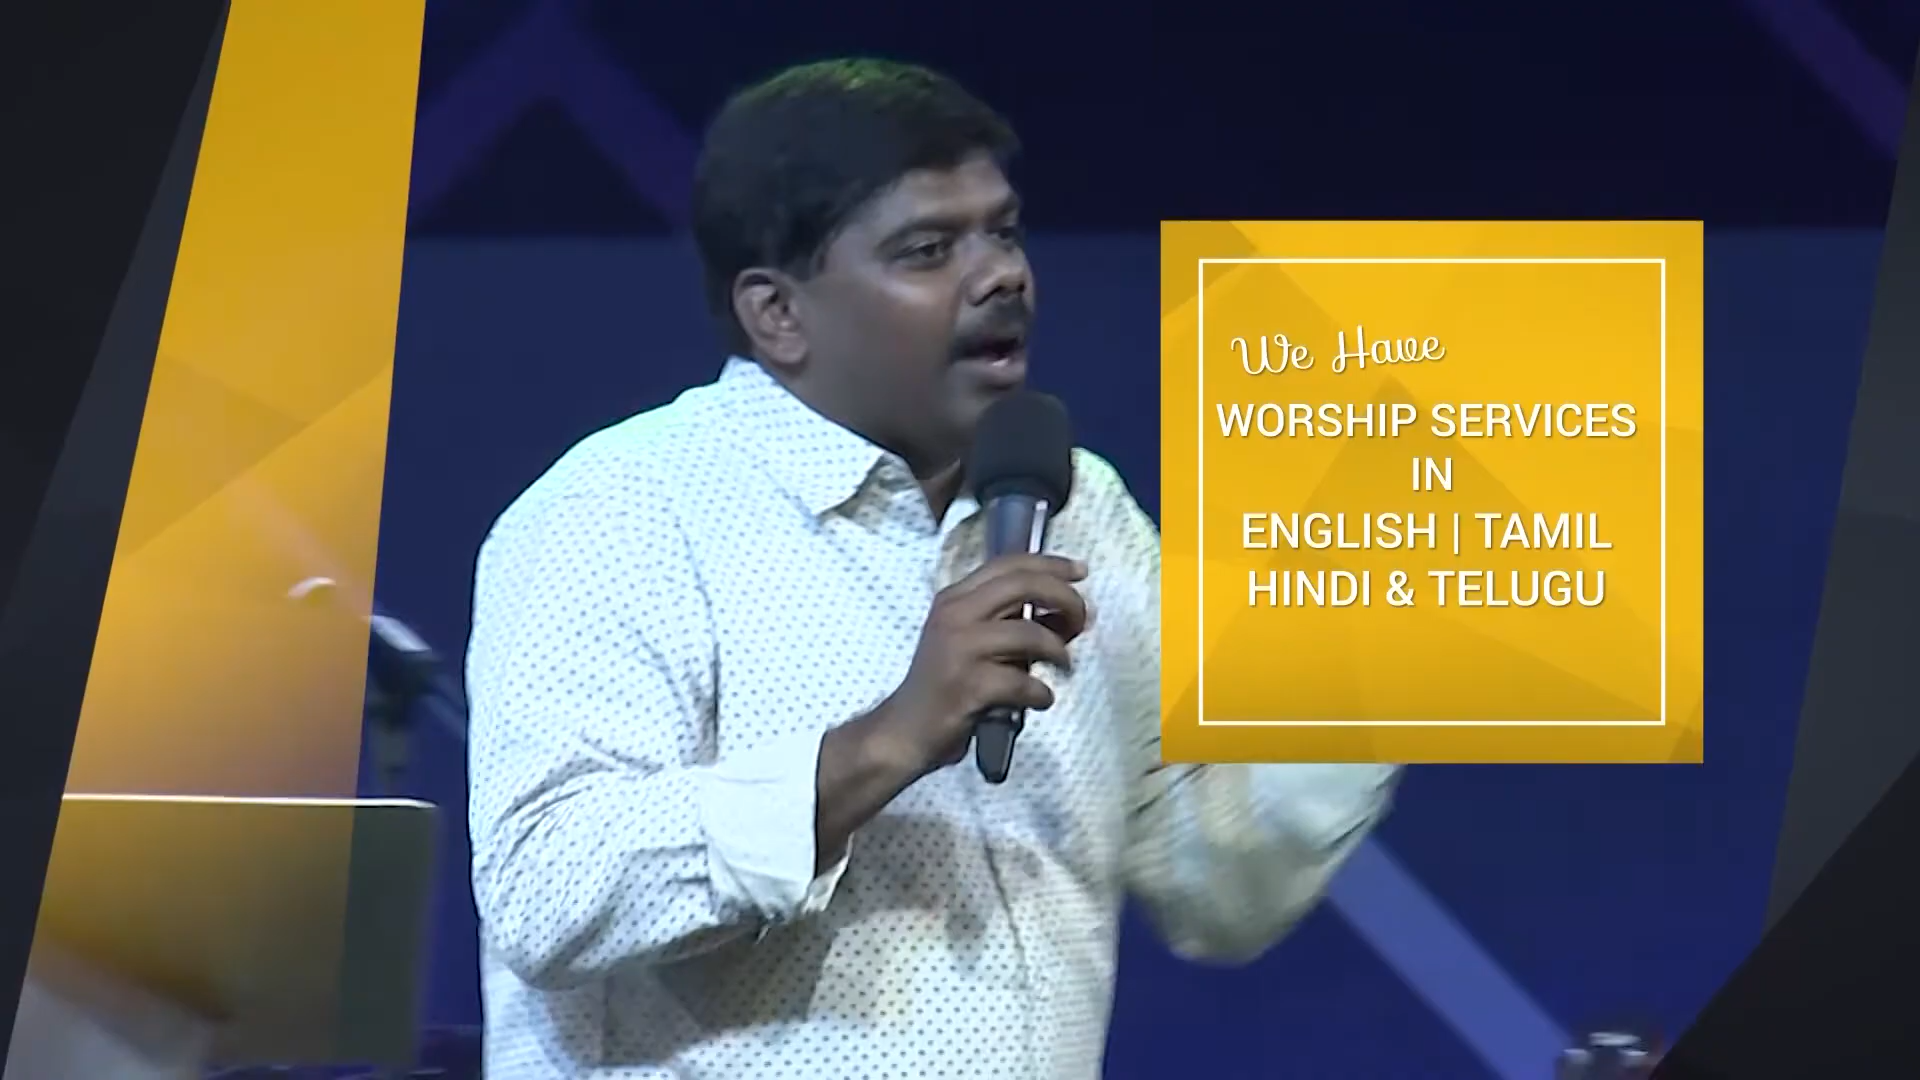 We Have
WORSHIP SERVICES
IN
ENGLISH | TAMIL
HINDI & TELUGU